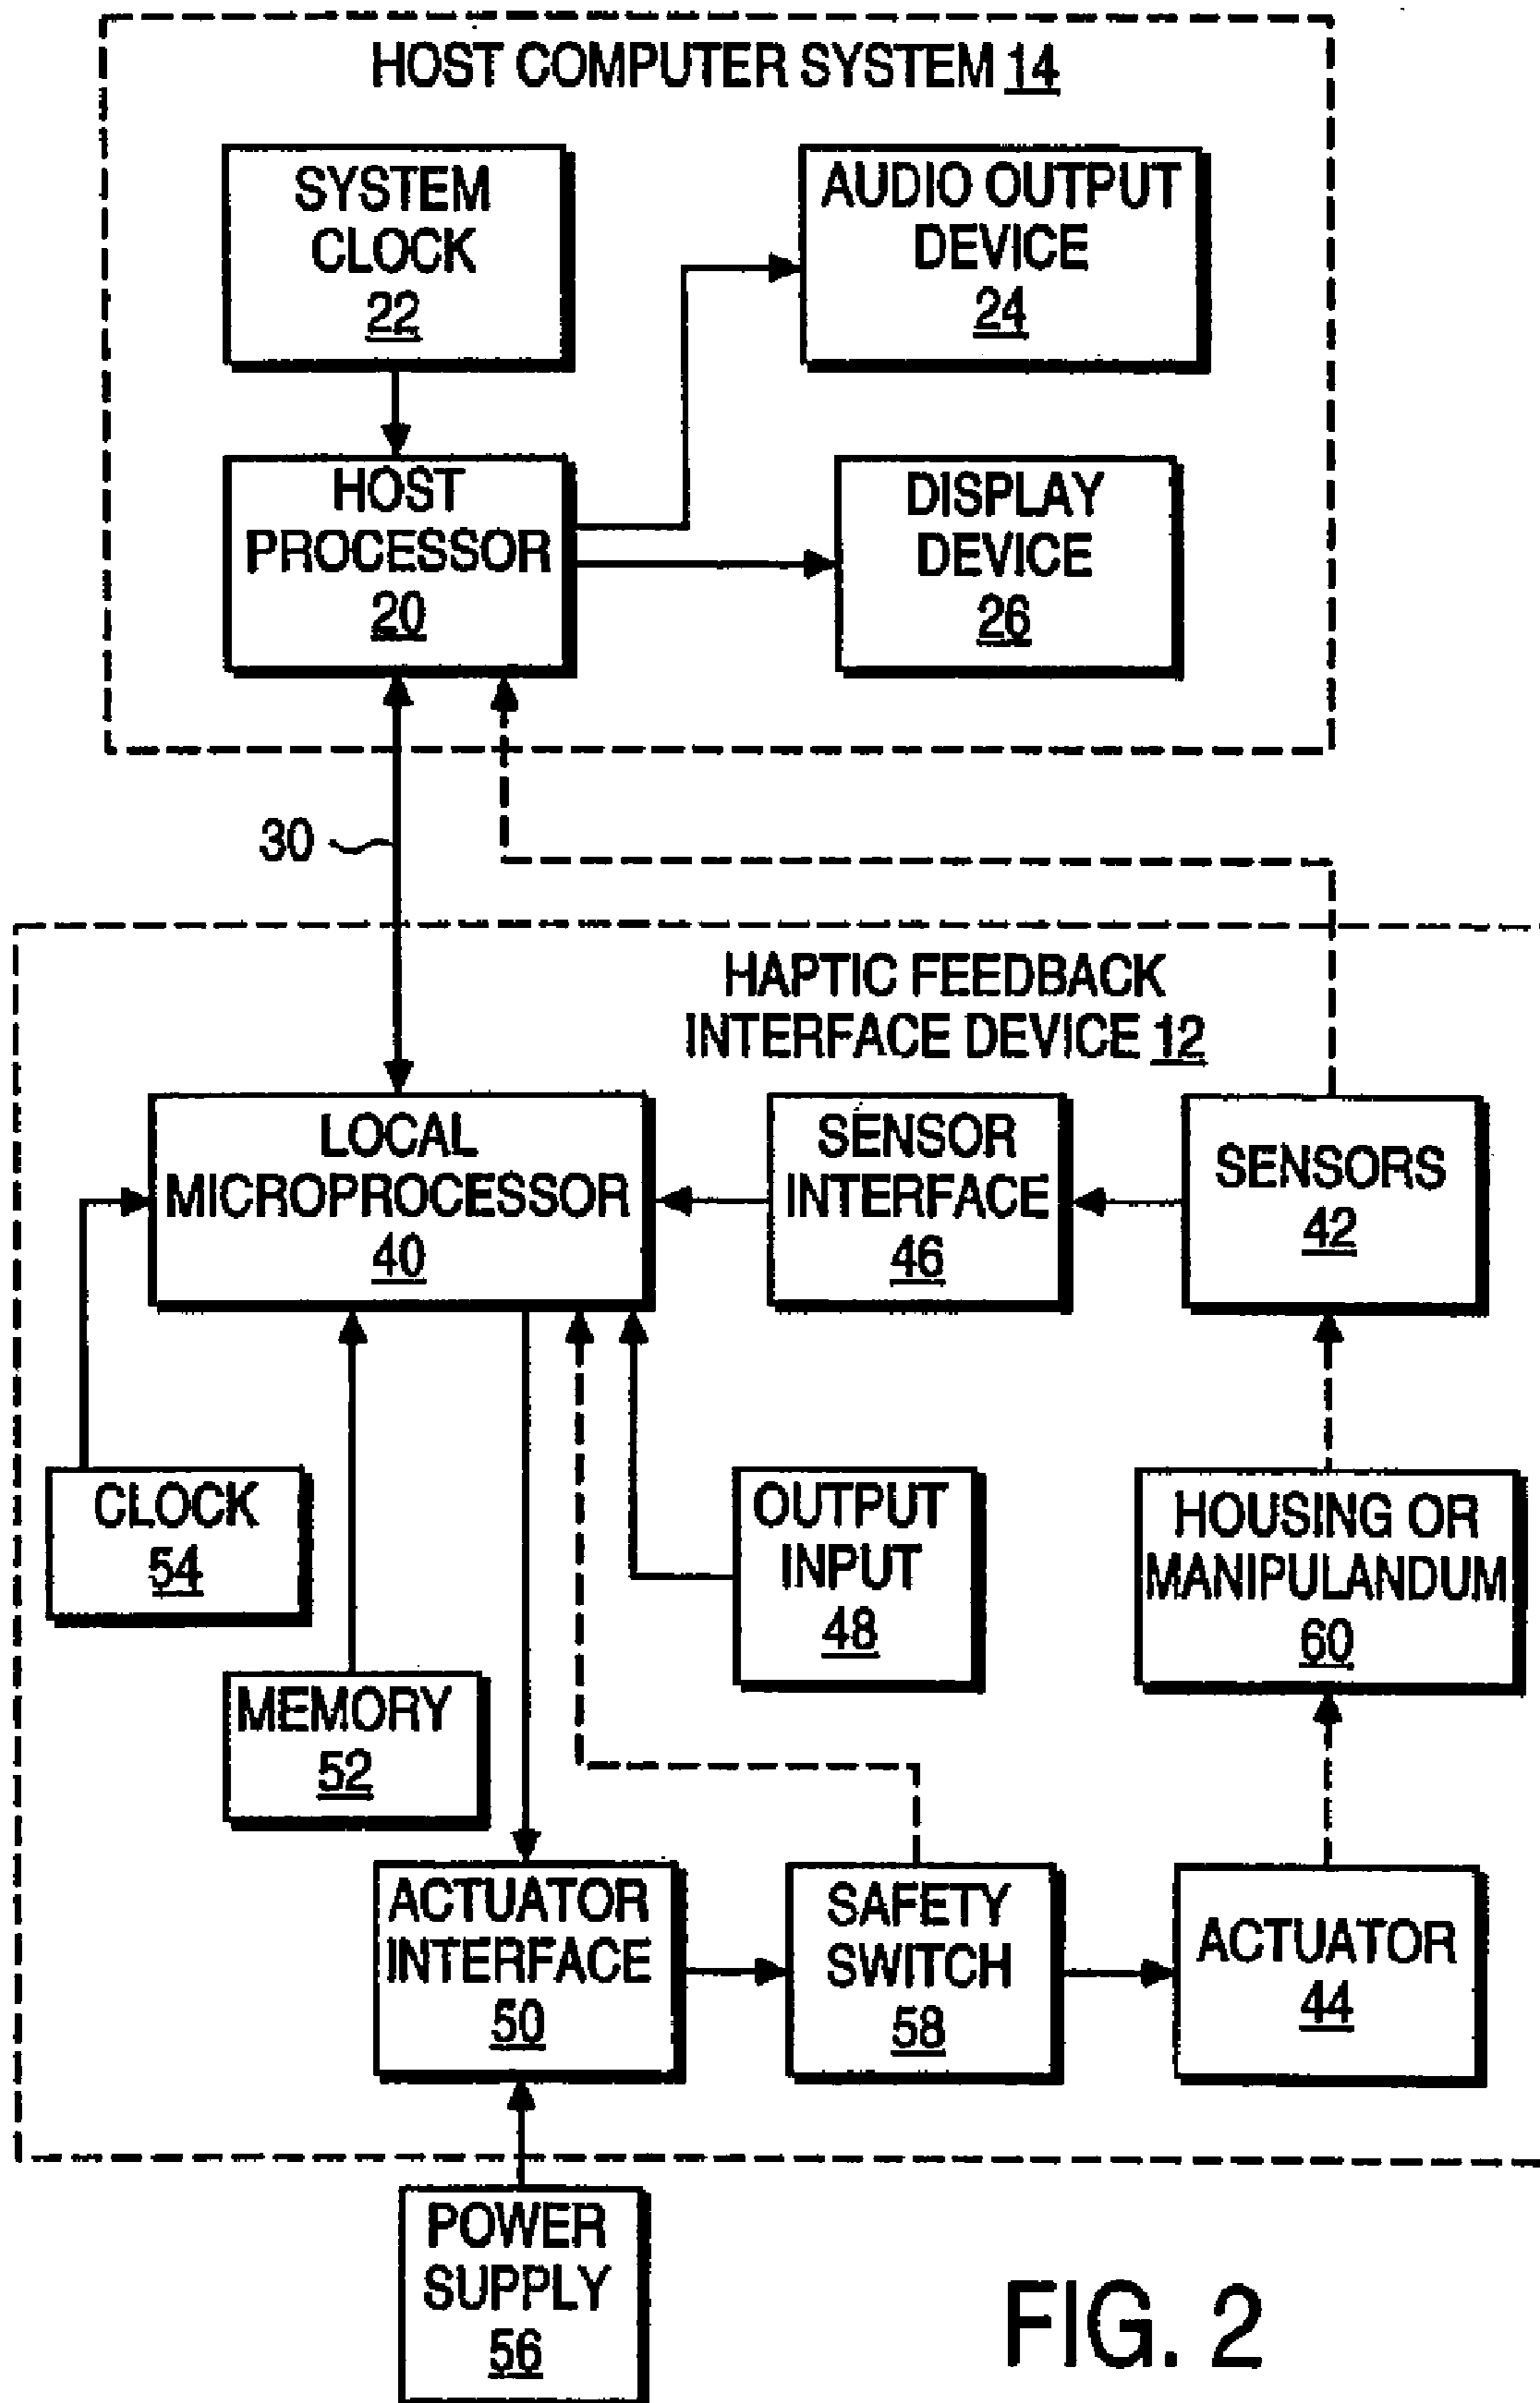 HOST COMPUTER SYSTEM 14
SYSTEM
CLOCK
22
AUDIO OUTPUT
DEVICE
24
HOST
PROCESSOR
20
DISPLAY
DEVICE
26
30
HAPTIC FEEDBACK
INTERFACE DEVICE 12
LOCAL
MICROPROCESSOR
40
SENSOR
INTERFACE
46
SENSORS
42
CLOCK
54
OUTPUT
INPUT
48
HOUSING OR
MANIPULANDUM
60
MEMORY
52
ACTUATOR
INTERFACE
50
SAFETY
SWITCH
58
ACTUATOR
44
POWER
SUPPLY
56
FIG. 2